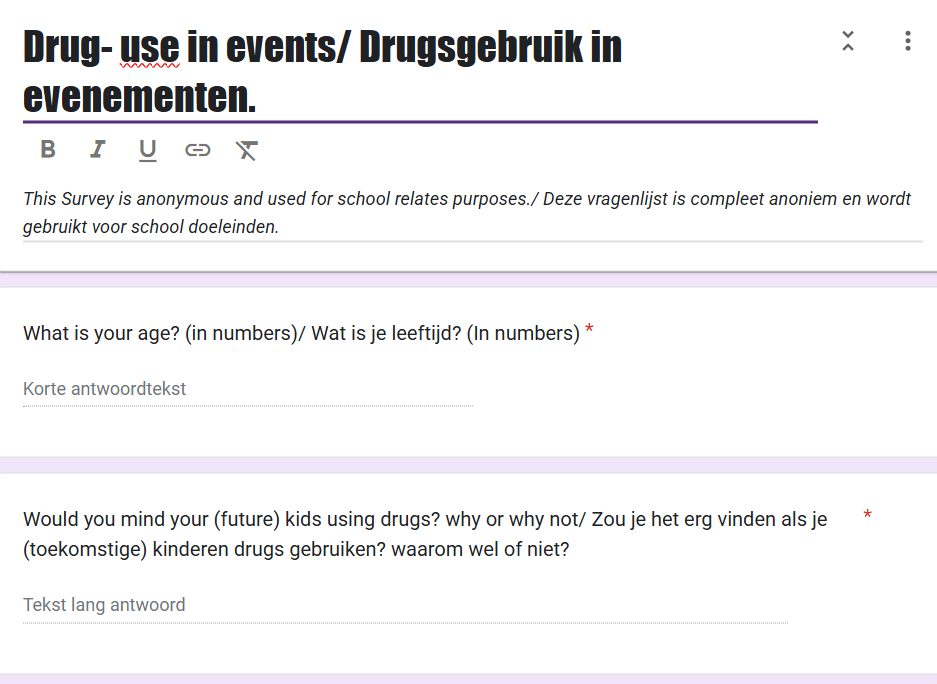 Drug- use in events/ Drugsgebruik in
evenementen.
B I U
This Survey is anonymous and used for school relates purposes./ Deze vragenlijst is compleet anoniem en wordt
gebruikt voor school doeleinden.
What is your age? (in numbers)/ Wat is je leeftijd? (In numbers) *
Korte antwoordtekst
Would you mind your (future) kids using drugs? why or why not/ Zou je het erg vinden als je *
(toekomstige) kinderen drugs gebruiken? waarom wel of niet?
Tekst lang antwoord